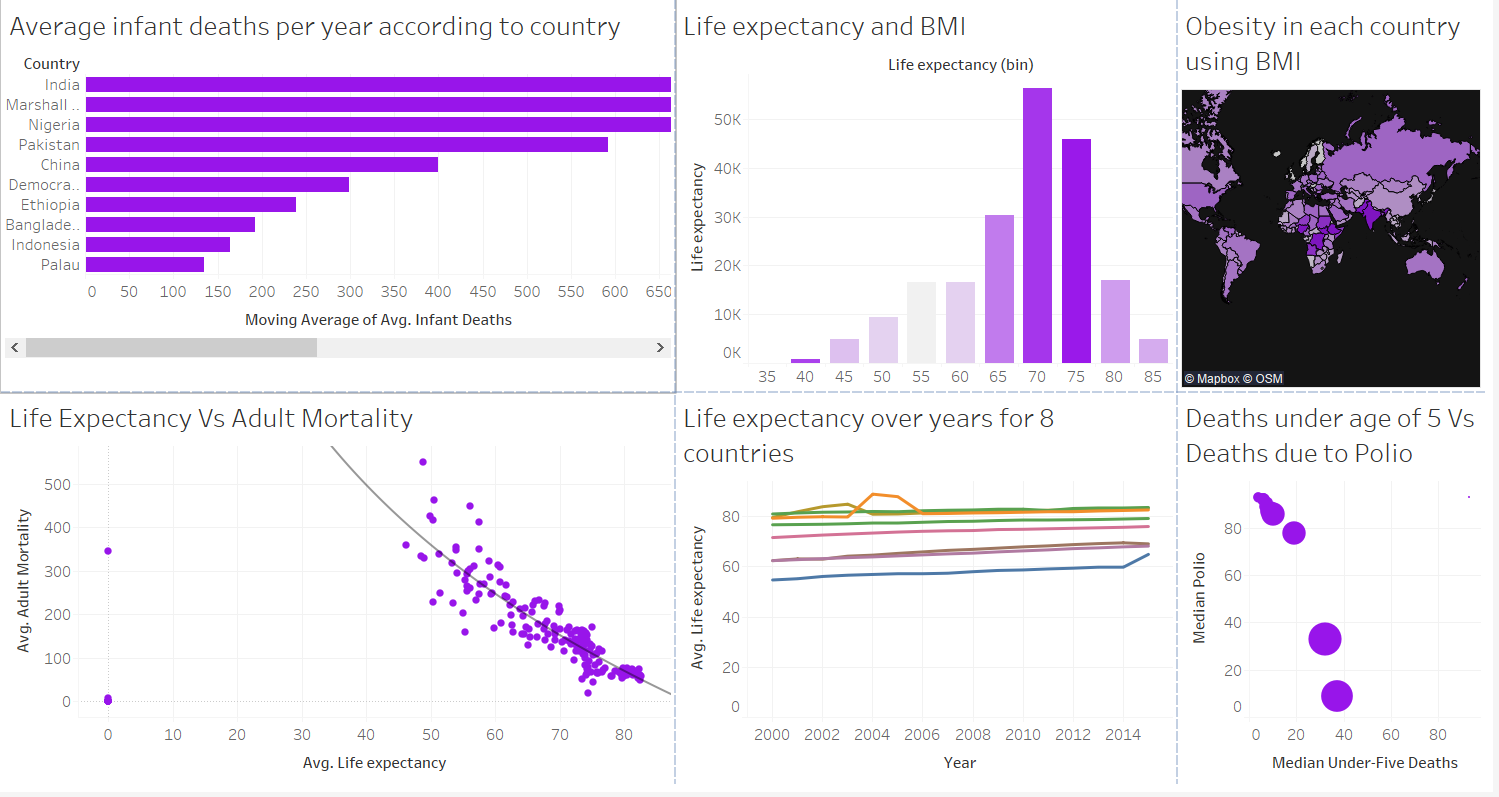 Average infant deaths per year according to country
Country
India
Marshall ..
Nigeria
Pakistan
China
Democra..
Ethiopia
Banglade..
Indonesia
Palau
0 50 100 150 200 250 300 350 400 450 500 550 600 650
Moving Average of Avg. Infant Deaths
Life expectancy and BMI
Life expectancy (bin)
Life expectancy
50K
40K
30K
20K
10K
0K
35 40 45 50 55 60 65 70 75 80 85
Obesity in each country
using BMI
© Mapbox © OSM
Life Expectancy Vs Adult Mortality
Avg. Adult Mortality
500
400
300
200
100
0
0 10 20 30 40 50 60 70 80
Avg. Life expectancy
Life expectancy over years for 8
countries
Avg. Life expectancy
80
60
40
20
0
2000 2002 2004 2006 2008 2010 2012 2014
Year
Deaths under age of 5 Vs
Deaths due to Polio
Median Polio
80
60
40
20
0
0 20 40 60 80
Median Under-Five Deaths